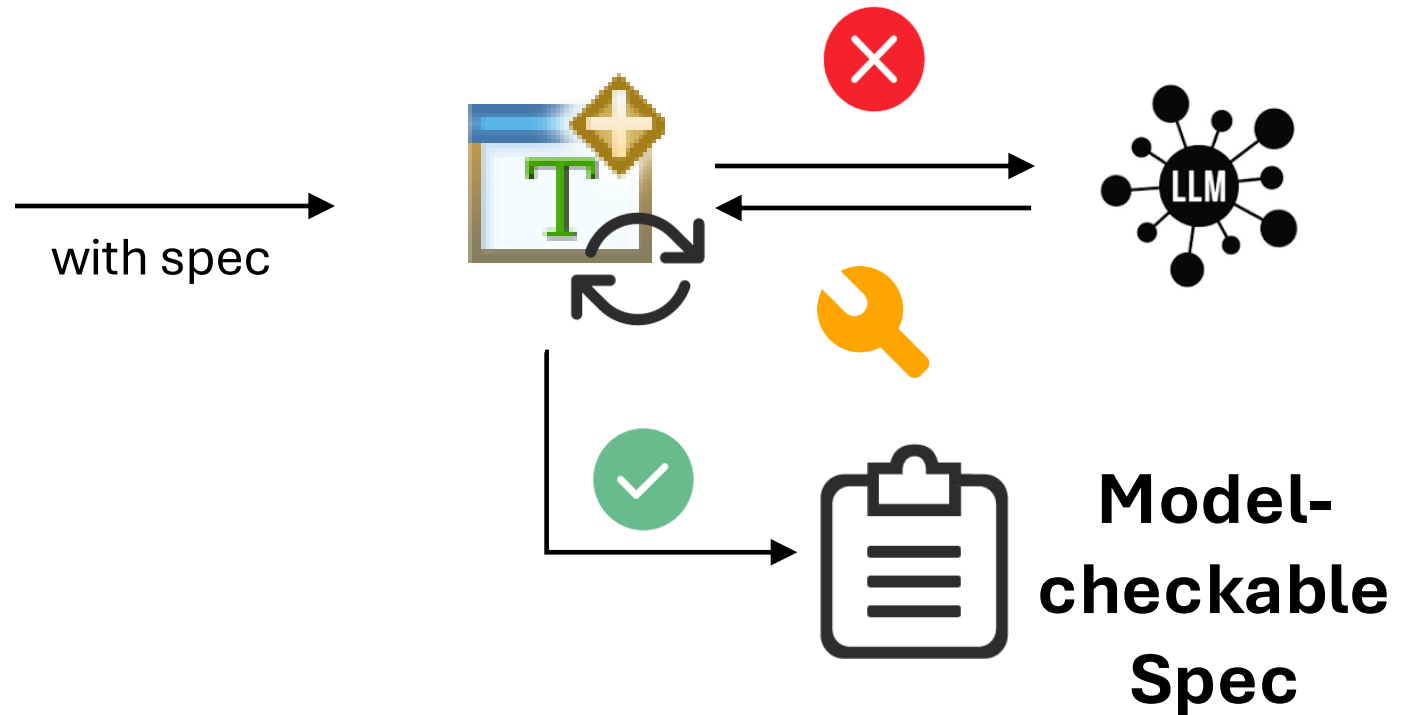 T
LLM
with spec
Model-
checkable
Spec